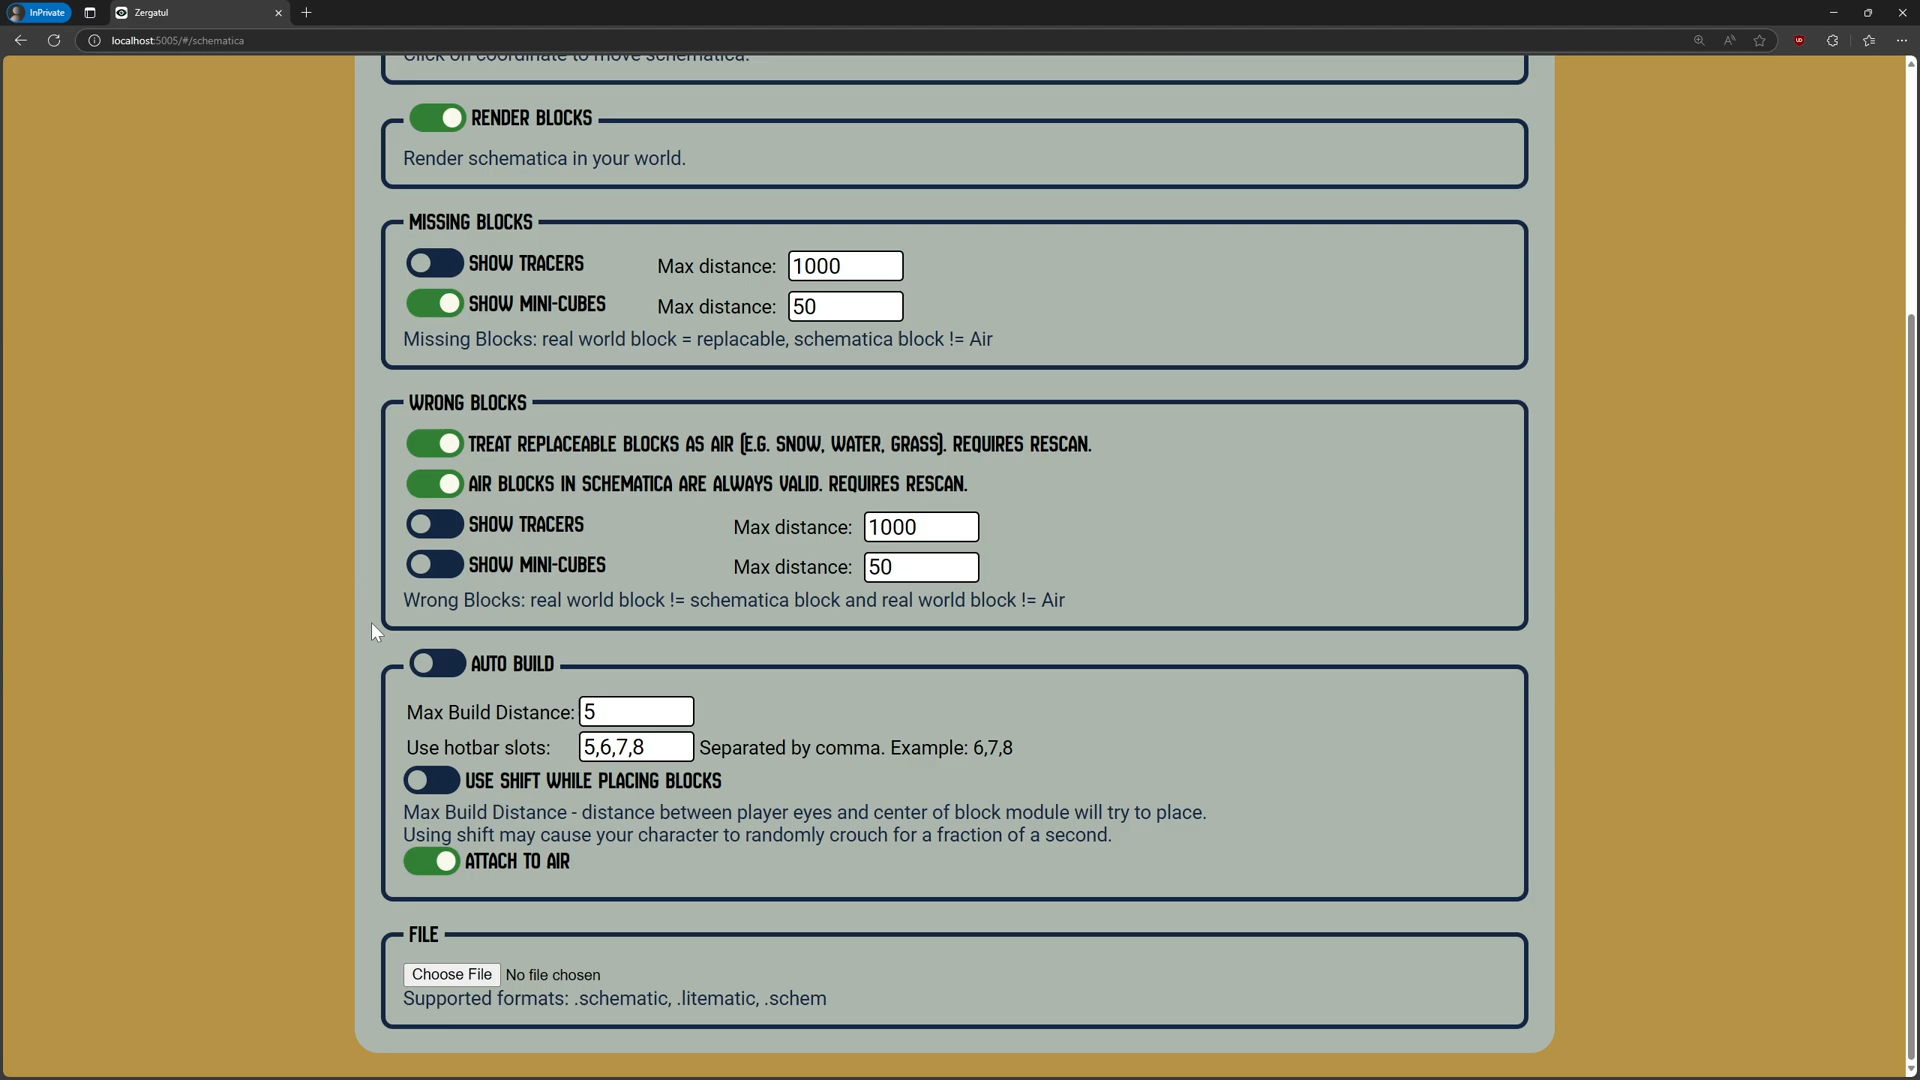 InPrivate
Zergatul
localhost:5005/#/schematica
Click on coordinate to move schematica.
RENDER BLOCKS
Render schematica in your world.
MISSING BLOCKS
SHOW TRACERS Max distance: 1000
SHOW MINI-CUBES Max distance: 50
Missing Blocks: real world block = replacable, schematica block != Air
WRONG BLOCKS
TREAT REPLACEABLE BLOCKS AS AIR (E.G. SNOW, WATER, GRASS). REQUIRES RESCAN.
AIR BLOCKS IN SCHEMATICA ARE ALWAYS VALID. REQUIRES RESCAN.
SHOW TRACERS Max distance: 1000
SHOW MINI-CUBES Max distance: 50
Wrong Blocks: real world block != schematica block and real world block != Air
AUTO BUILD
Max Build Distance: 5
Use hotbar slots: 5,6,7,8 Separated by comma. Example: 6,7,8
USE SHIFT WHILE PLACING BLOCKS
Max Build Distance - distance between player eyes and center of block module will try to place.
Using shift may cause your character to randomly crouch for a fraction of a second.
ATTACH TO AIR
FILE
Choose File No file chosen
Supported formats: .schematic, .litematic, .schem